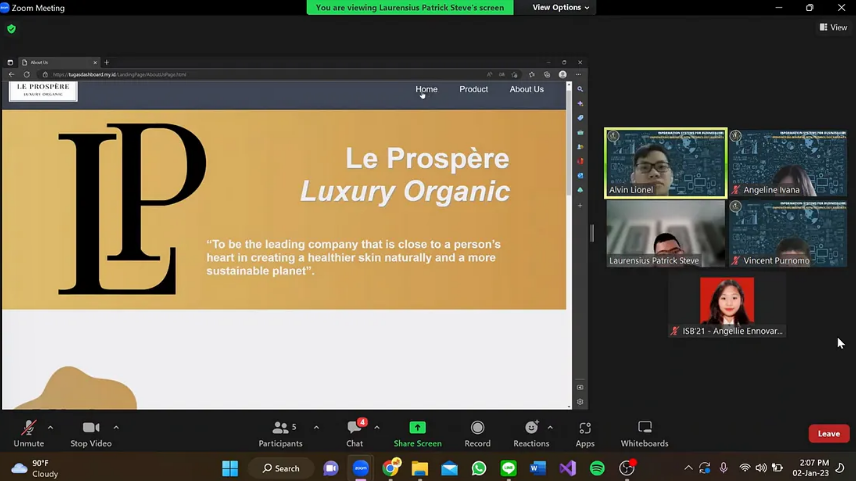 Zoom Meeting
You are viewing Laurensius Patrick Steve's screen
View Options
View
About Us
https://tugasdashboard.my.id/LandingPage/AboutUsPage.html
LE PROSPÈRE
LUXURY ORGANIC
Home
Product
About Us
Le Prospère
Luxury Organic
LP
“To be the leading company that is close to a person's
heart in creating a healthier skin naturally and a more
sustainable planet”.
Alvin Lionel
Angeline Ivana
Laurensius Patrick Steve
Vincent Purnomo
ISB'21 - Angellie Ennovar...
Unmute
Stop Video
5
Participants
4
Chat
Share Screen
Record
Reactions
Apps
Whiteboards
Leave
90°F
Cloudy
Search
2:07 PM
02-Jan-23